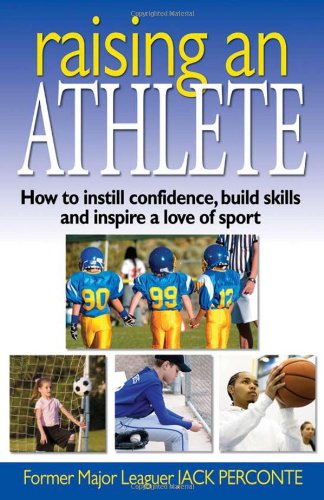 raising an
ATHLETE
How to instill confidence, build skills
and inspire a love of sport
90 99 12
Former Major Leaguer JACK PERCONTE